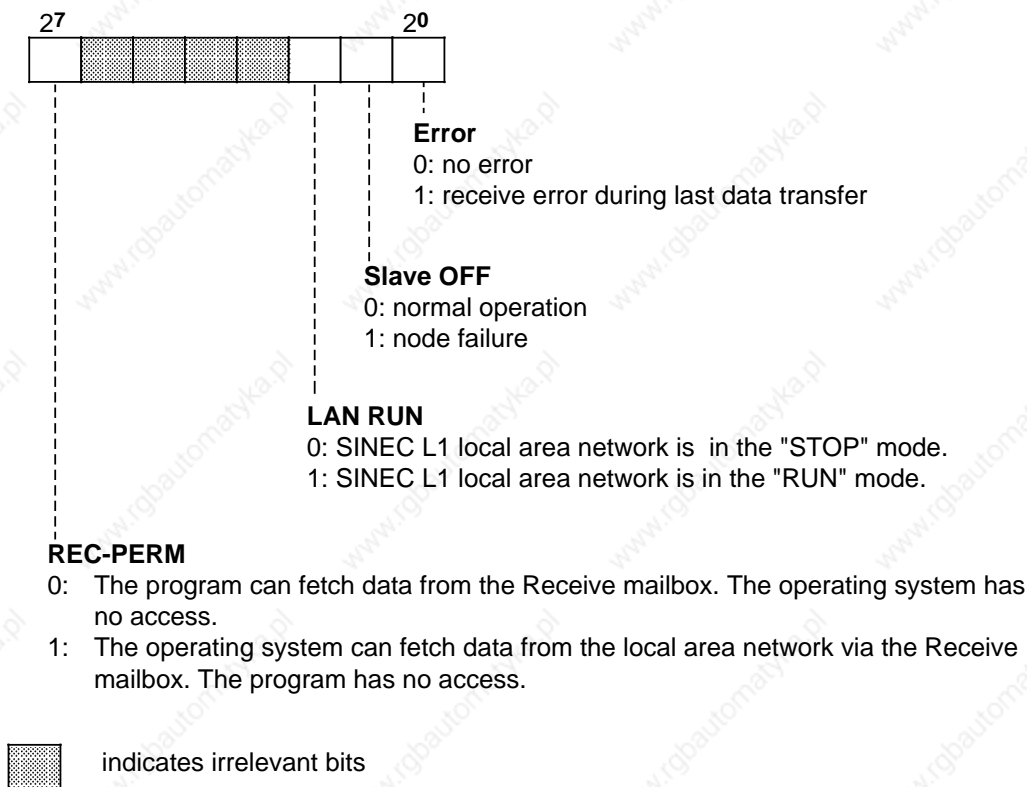 27 20
Error
0: no error
1: receive error during last data transfer
Slave OFF
0: normal operation
1: node failure
LAN RUN
0: SINEC L1 local area network is in the "STOP" mode.
1: SINEC L1 local area network is in the "RUN" mode.
REC-PERM
0: The program can fetch data from the Receive mailbox. The operating system has
no access.
1: The operating system can fetch data from the local area network via the Receive
mailbox. The program has no access.
indicates irrelevant bits
www.rgbautomatyka.pl